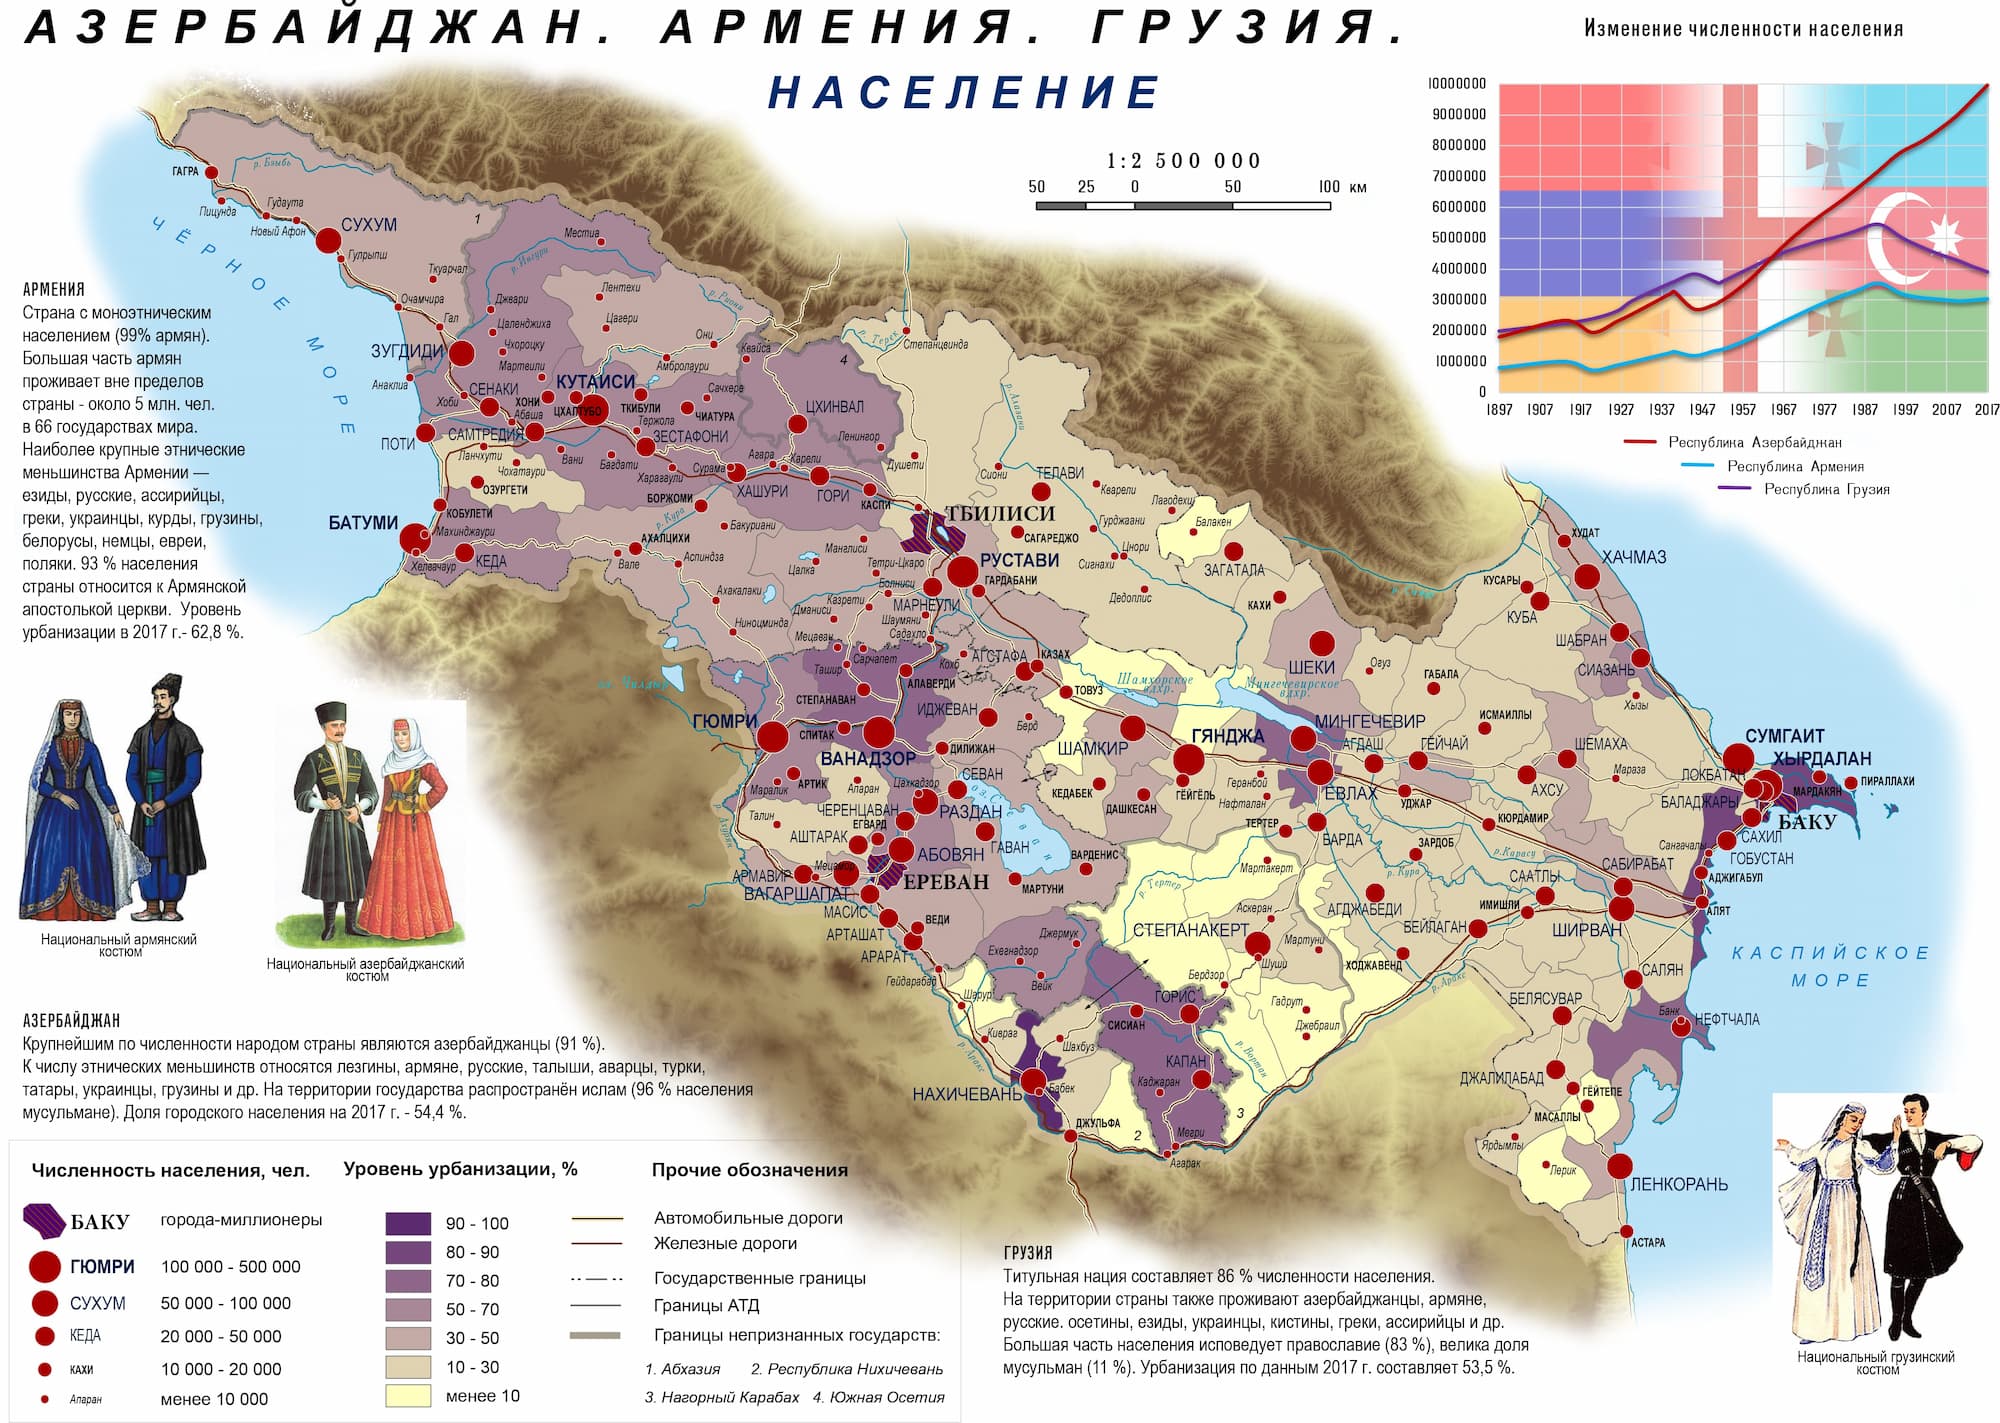 АЗЕРБАЙДЖАН. АРМЕНИЯ. ГРУЗИЯ.
НАСЕЛЕНИЕ
1:2 500 000
50 25 0 50 100 км
Изменение численности населения
10000000
9000000
8000000
7000000
6000000
5000000
4000000
3000000
2000000
1000000
0
1897 1907 1917 1927 1937 1947 1957 1967 1977 1987 1997 2007 2017
Республика Азербайджан
Республика Армения
Республика Грузия
АРМЕНИЯ
Страна с моноэтническим
населением (99% армян).
Большая часть армян
проживает вне пределов
страны - около 5 млн. чел.
в 66 государствах мира.
Наиболее крупные этнические
меньшинства Армении —
езиды, русские, ассирийцы,
греки, украинцы, курды, грузины,
белорусы, немцы, евреи,
поляки. 93 % населения
страны относится к Армянской
апостолькой церкви. Уровень
урбанизации в 2017 г.- 62,8 %.
ЧЁРНОЕ МОРЕ
ГАГРА
р. Бзыбь
Пицунда
Гудаута
Новый Афон
СУХУМ
Гулрыпш
1
Местиа
р. Ингури
Ткуарчал
Очамчира
Джвари
Лентехи
р. Риони
Гал
Цаленджиха
Цагери
Они
Квайса
4
р. Терек
Степанцвинда
ЗУГДИДИ
Чхороцку
Мартвили
Амбролаури
Анаклиа
КУТАИСИ
Сачхере
Хоби
СЕНАКИ
ХОНИ
ЦХАЛТУБО
ТКИБУЛИ
ЧИАТУРА
ЦХИНВАЛ
Абаша
Тержола
ПОТИ
САМТРЕДИЯ
ЗЕСТАФОНИ
Ленингор
Ланчхути
Чохатаури
Вани
Багдати
Харагаули
Сурама
Агара
Карели
Душети
ОЗУРГЕТИ
БОРЖОМИ
ХАШУРИ
ГОРИ
КАСПИ
КОБУЛЕТИ
БАТУМИ
Махинджаури
Хелвачаур
КЕДА
р.Кура
Бакуриани
АХАЛЦИХИ
Вале
Аспиндза
Манглиси
Цалка
Тетри-Цкаро
Болниси
ТБИЛИСИ
РУСТАВИ
ГАРДАБАНИ
САГАРЕДЖО
р.Алазани
Сиони
ТЕЛАВИ
Кварели
Лагодехи
Гурджаани
Цнори
Сигнахи
Дедоплис
Балакен
ЗАГАТАЛА
КАХИ
р. Самур
Ахалкалаки
Ниноцминда
Дманиси
Казрети
МАРНЕУЛИ
Шаумяни
Садахло
Мецаван
оз. Чилдыр
Ташир
Сарчапет
Кохб
АГСТАФА
КАЗАХ
СТЕПАНАВАН
АЛАВЕРДИ
ТОВУЗ
Шамхорское
вдхр.
Мингечевирское
вдхр.
ШЕКИ
Огуз
ГАБАЛА
КУСАРЫ
КУБА
ХУДАТ
ХАЧМАЗ
ШАБРАН
СИАЗАНЬ
Хызы
ГЮМРИ
СПИТАК
ВАНАДЗОР
ИДЖЕВАН
Берд
ДИЛИЖАН
ШАМКИР
ГЯНДЖА
МИНГЕЧЕВИР
АГДАШ
ГЁЙЧАЙ
ИСМАИЛЛЫ
ШЕМАХА
Мараза
СУМГАИТ
ХЫРДАЛАН
ЛОКБАТАН
МАРДАКЯН
ПИРАЛЛАХИ
БАЛАДЖАРЫ
БАКУ
САХИЛ
Сангачалы
ГОБУСТАН
Маралик
АРТИК
Апаран
Цахкадзор
СЕВАН
оз. Севан
КЕДАБЕК
ДАШКЕСАН
ГЁЙГЁЛЬ
Геранбой
Нафталан
ЕВЛАХ
УДЖАР
АХСУ
КЮРДАМИР
Талин
ЧЕРЕНЦАВАН
ЕГВАРД
АШТАРАК
РАЗДАН
ГАВАН
АБОВЯН
ЕРЕВАН
р. Ахурян
АРМАВИР
Мецамор
ВАГАРШАПАТ
МАСИС
АРТАШАТ
ВЕДИ
АРАРАТ
МАРТУНИ
ВАРДЕНИС
ТЕРТЕР
БАРДА
ЗАРДОБ
р.Карасу
р. Кура
САБИРАБАТ
СААТЛЫ
АДЖИГАБУЛ
АЛЯТ
Мартакерт
р. Тертер
Аскеран
СТЕПАНАКЕРТ
Мартуни
Шуши
АГДЖАБЕДИ
БЕЙЛАГАН
ИМИШЛИ
ШИРВАН
ХОДЖАВЕНД
р. Аракс
САЛЯН
БЕЛЯСУВАР
Банк
НЕФТЧАЛА
КАСПИЙСКОЕ
МОРЕ
Гейдарабад
Ехегнадзор
Джермук
Вейк
Шарур
Кивраг
р. Аракс
Бердзор
ГОРИС
СИСИАН
Гадрут
Джебраил
р. Воротан
Шахбуз
НАХИЧЕВАНЬ
Бабек
ДЖУЛЬФА
КАПАН
Каджаран
Мегри
Агарак
2
3
ДЖАЛИЛАБАД
ГЁЙТЕПЕ
МАСАЛЛЫ
Ярдымлы
Лерик
ЛЕНКОРАНЬ
АСТАРА
Национальный армянский
костюм
Национальный азербайджанский
костюм
АЗЕРБАЙДЖАН
Крупнейшим по численности народом страны являются азербайджанцы (91 %).
К числу этнических меньшинств относятся лезгины, армяне, русские, талыши, аварцы, турки,
татары, украинцы, грузины и др. На территории государства распространён ислам (96 % населения
мусульмане). Доля городского населения на 2017 г. - 54,4 %.
Численность населения, чел.
БАКУ города-миллионеры
ГЮМРИ 100 000 - 500 000
СУХУМ 50 000 - 100 000
КЕДА 20 000 - 50 000
КАХИ 10 000 - 20 000
Апаран менее 10 000
Уровень урбанизации, %
90 - 100
80 - 90
70 - 80
50 - 70
30 - 50
10 - 30
менее 10
Прочие обозначения
Автомобильные дороги
Железные дороги
Государственные границы
Границы АТД
Границы непризнанных государств:
1. Абхазия 2. Республика Нихичевань
3. Нагорный Карабах 4. Южная Осетия
ГРУЗИЯ
Титульная нация составляет 86 % численности населения.
На территории страны также проживают азербайджанцы, армяне,
русские. осетины, езиды, украинцы, кистины, греки, ассирийцы и др.
Большая часть населения исповедует православие (83 %), велика доля
мусульман (11 %). Урбанизация по данным 2017 г. составляет 53,5 %.
Национальный грузинский
костюм